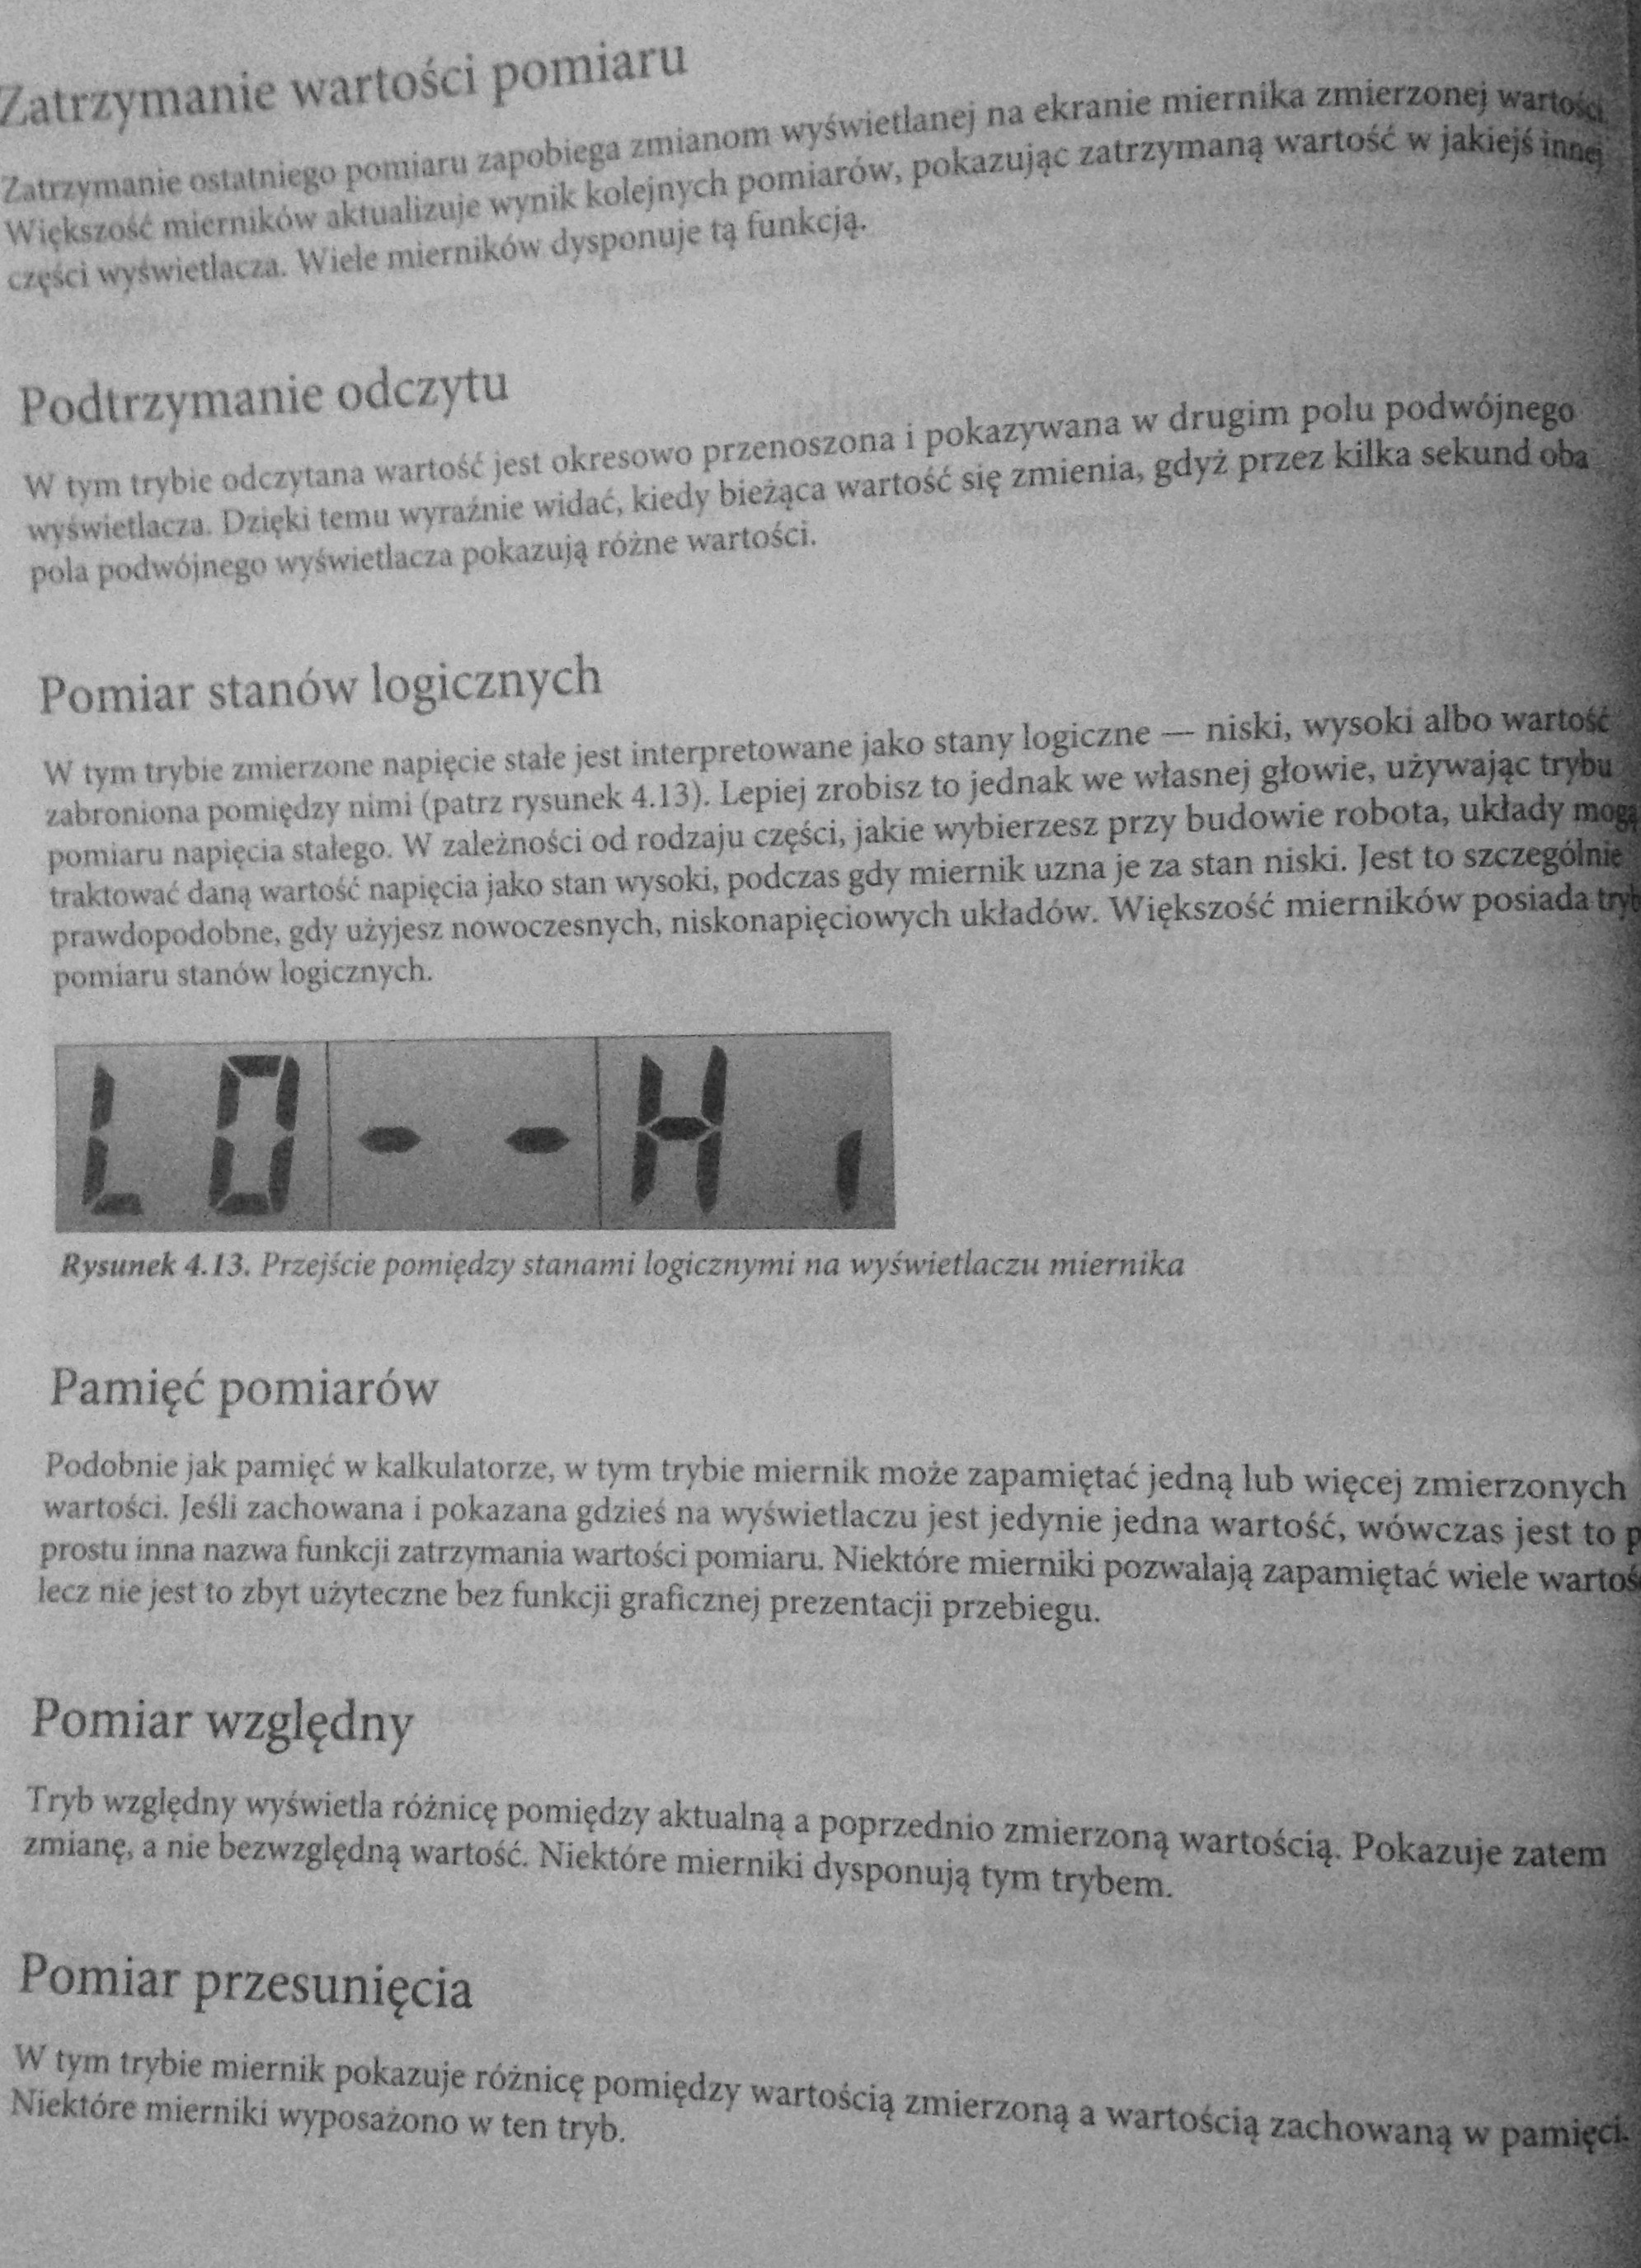 Zatrzymanie wartości pomiaru
Zatrzymanie ostatniego pomiaru zapobiega zmianom wyświetlanej na ekranie miernika zmierzonej wartości.
Większość mierników aktualizuje wynik kolejnych pomiarów, pokazując zatrzymaną wartość w jakiejś innej
części wyświetlacza. Wiele mierników dysponuje tą funkcją.
Podtrzymanie odczytu
W tym trybie odczytana wartość jest okresowo przenoszona i pokazywana w drugim polu podwójnego
wyświetlacza. Dzięki temu wyraźnie widać, kiedy bieżąca wartość się zmienia, gdyż przez kilka sekund oba
pola podwójnego wyświetlacza pokazują różne wartości.
Pomiar stanów logicznych
W tym trybie zmierzone napięcie stałe jest interpretowane jako stany logiczne — niski, wysoki albo wartość
zabroniona pomiędzy nimi (patrz rysunek 4.13). Lepiej zrobisz to jednak we własnej głowie, używając trybu
pomiaru napięcia stałego. W zależności od rodzaju części, jakie wybierzesz przy budowie robota, układy mogą
traktować daną wartość napięcia jako stan wysoki, podczas gdy miernik uzna je za stan niski. Jest to szczególnie
prawdopodobne, gdy użyjesz nowoczesnych, niskonapięciowych układów. Większość mierników posiada tryb
pomiaru stanów logicznych.
LO - - Hi
Rysunek 4.13. Przejście pomiędzy stanami logicznymi na wyświetlaczu miernika
Pamięć pomiarów
Podobnie jak pamięć w kalkulatorze, w tym trybie miernik może zapamiętać jedną lub więcej zmierzonych
wartości. Jeśli zachowana i pokazana gdzieś na wyświetlaczu jest jedynie jedna wartość, wówczas jest to
prostu inna nazwa funkcji zatrzymania wartości pomiaru. Niektóre mierniki pozwalają zapamiętać wiele
lecz nie jest to zbyt użyteczne bez funkcji graficznej prezentacji przebiegu.
Pomiar względny
Tryb względny wyświetla różnicę pomiędzy aktualną a poprzednio zmierzoną wartością. Pokazuje zatem
zmianę, a nie bezwzględną wartość. Niektóre mierniki dysponują tym trybem.
Pomiar przesunięcia
W tym trybie miernik pokazuje różnicę pomiędzy wartością zmierzoną a wartością zachowaną w pamięci.
Niektóre mierniki wyposażono w ten tryb.